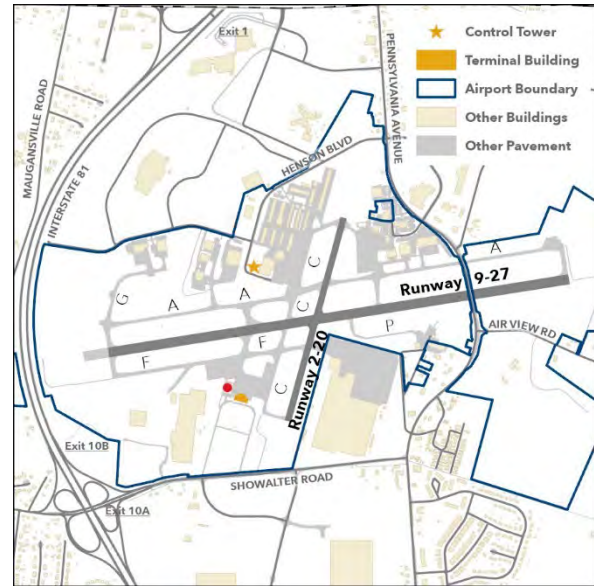 Exit 1
MAUGANSVILLE ROAD
INTERSTATE 81
PENNSYLVANIA AVENUE
Control Tower
Terminal Building
Airport Boundary
Other Buildings
Other Pavement
HENSON BLVD
G
A
A
C
C
A
Runway 9-27
F
F
C
P
AIR VIEW RD
C
Runway 2-20
Exit 10B
SHOWALTER ROAD
Exit 10A